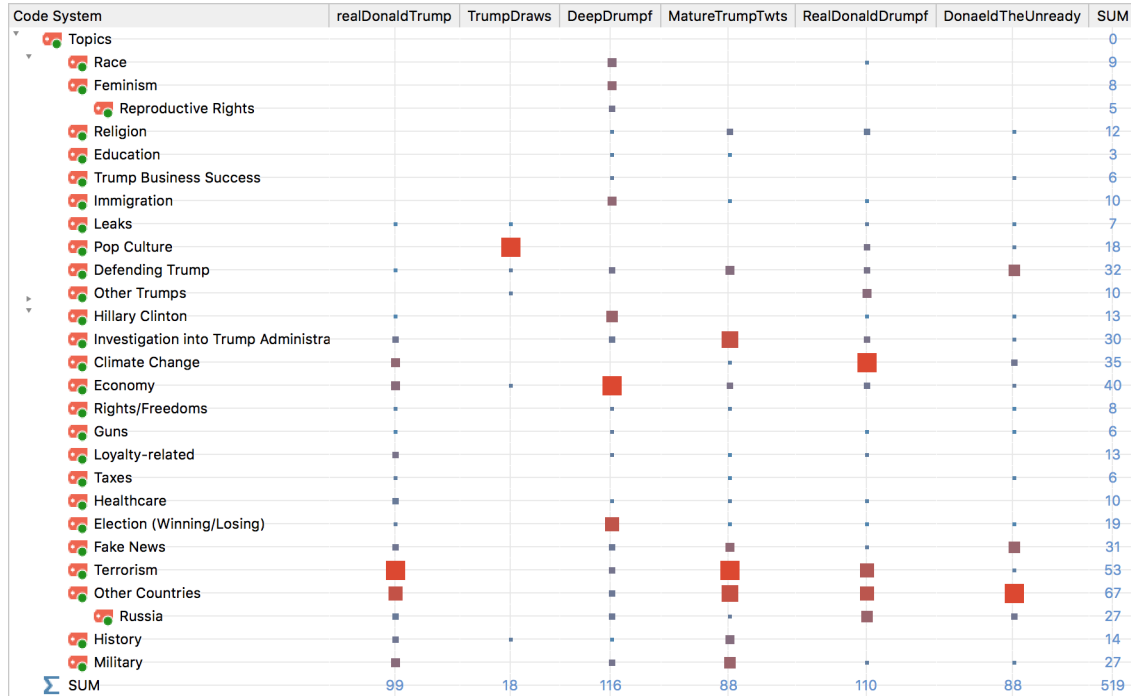 Code System realDonaldTrump TrumpDraws DeepDrumpf MatureTrumpTwts RealDonaldDrumpf DonaeldTheUnready SUM
Topics 0
Race 9
Feminism 8
Reproductive Rights 5
Religion 12
Education 3
Trump Business Success 6
Immigration 10
Leaks 7
Pop Culture 18
Defending Trump 32
Other Trumps 10
Hillary Clinton 13
Investigation into Trump Administra 30
Climate Change 35
Economy 40
Rights/Freedoms 8
Guns 6
Loyalty-related 13
Taxes 6
Healthcare 10
Election (Winning/Losing) 19
Fake News 31
Terrorism 53
Other Countries 67
Russia 27
History 14
Military 27
Σ SUM 99 18 116 88 110 88 519